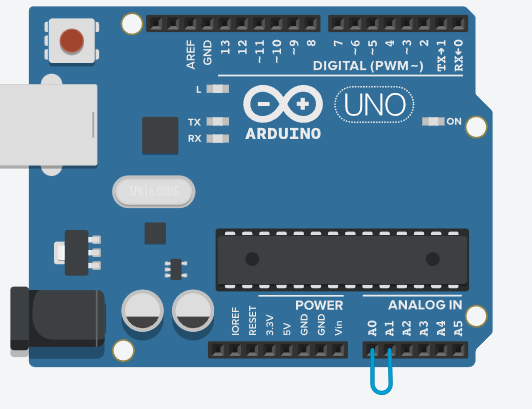 AREF
GND
13
12
~11
~10
~9
8
7
~6
~5
4
~3
2
TX→1
RX←0
DIGITAL (PWM~)
L
TX
RX
ARDUINO
UNO
ON
SPK16.000G
POWER
ANALOG IN
IOREF
RESET
3.3V
5V
GND
GND
Vin
A0
A1
A2
A3
A4
A5